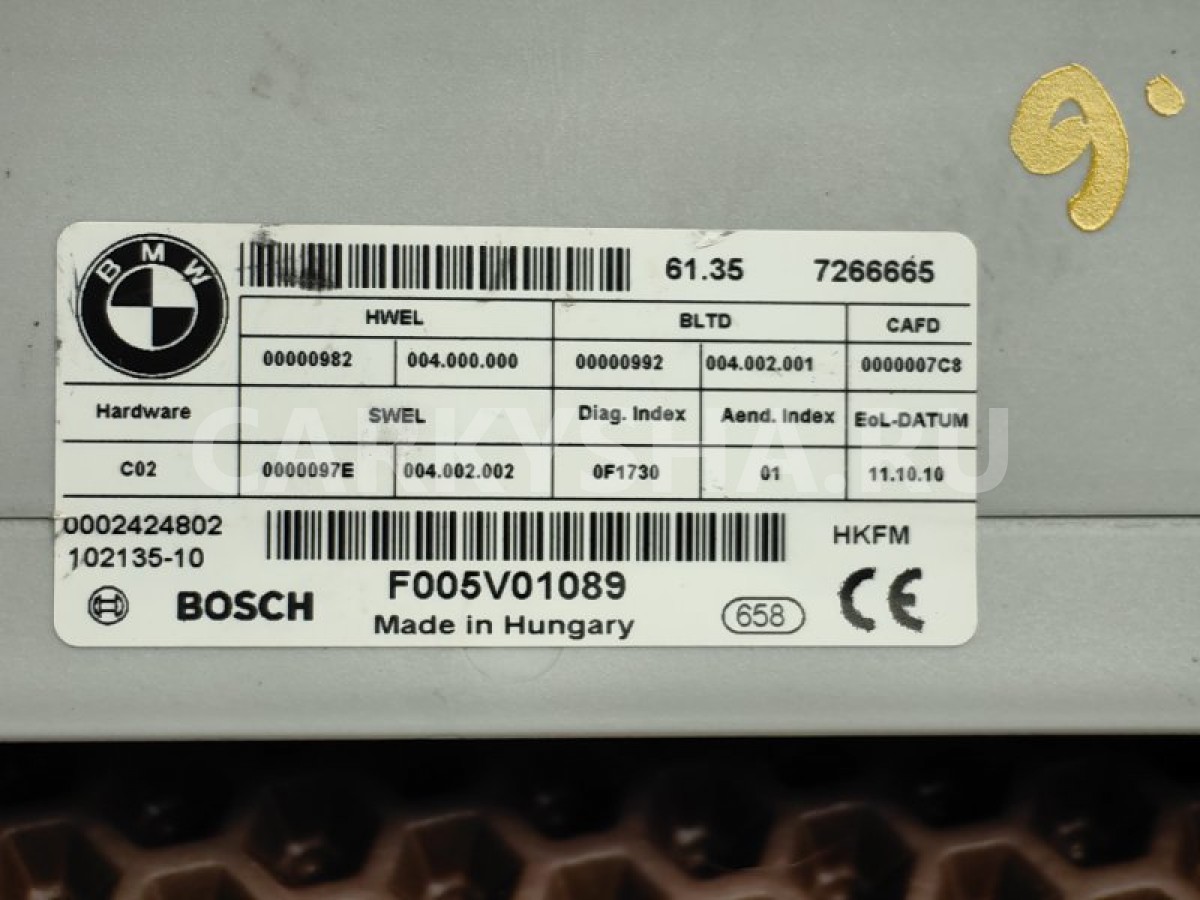 9.
BMW 61.35 7266665
HWEL BLTD CAFD
00000982 004.000.000 00000992 004.002.001 0000007C8
Hardware SWEL Diag. Index Aend. Index EoL-DATUM
CARKYSHA.RU
C02 0000097E 004.002.002 0F1730 01 11.10.10
0002424802 HKFM
102135-10
F005V01089
BOSCH Made in Hungary 658 CE